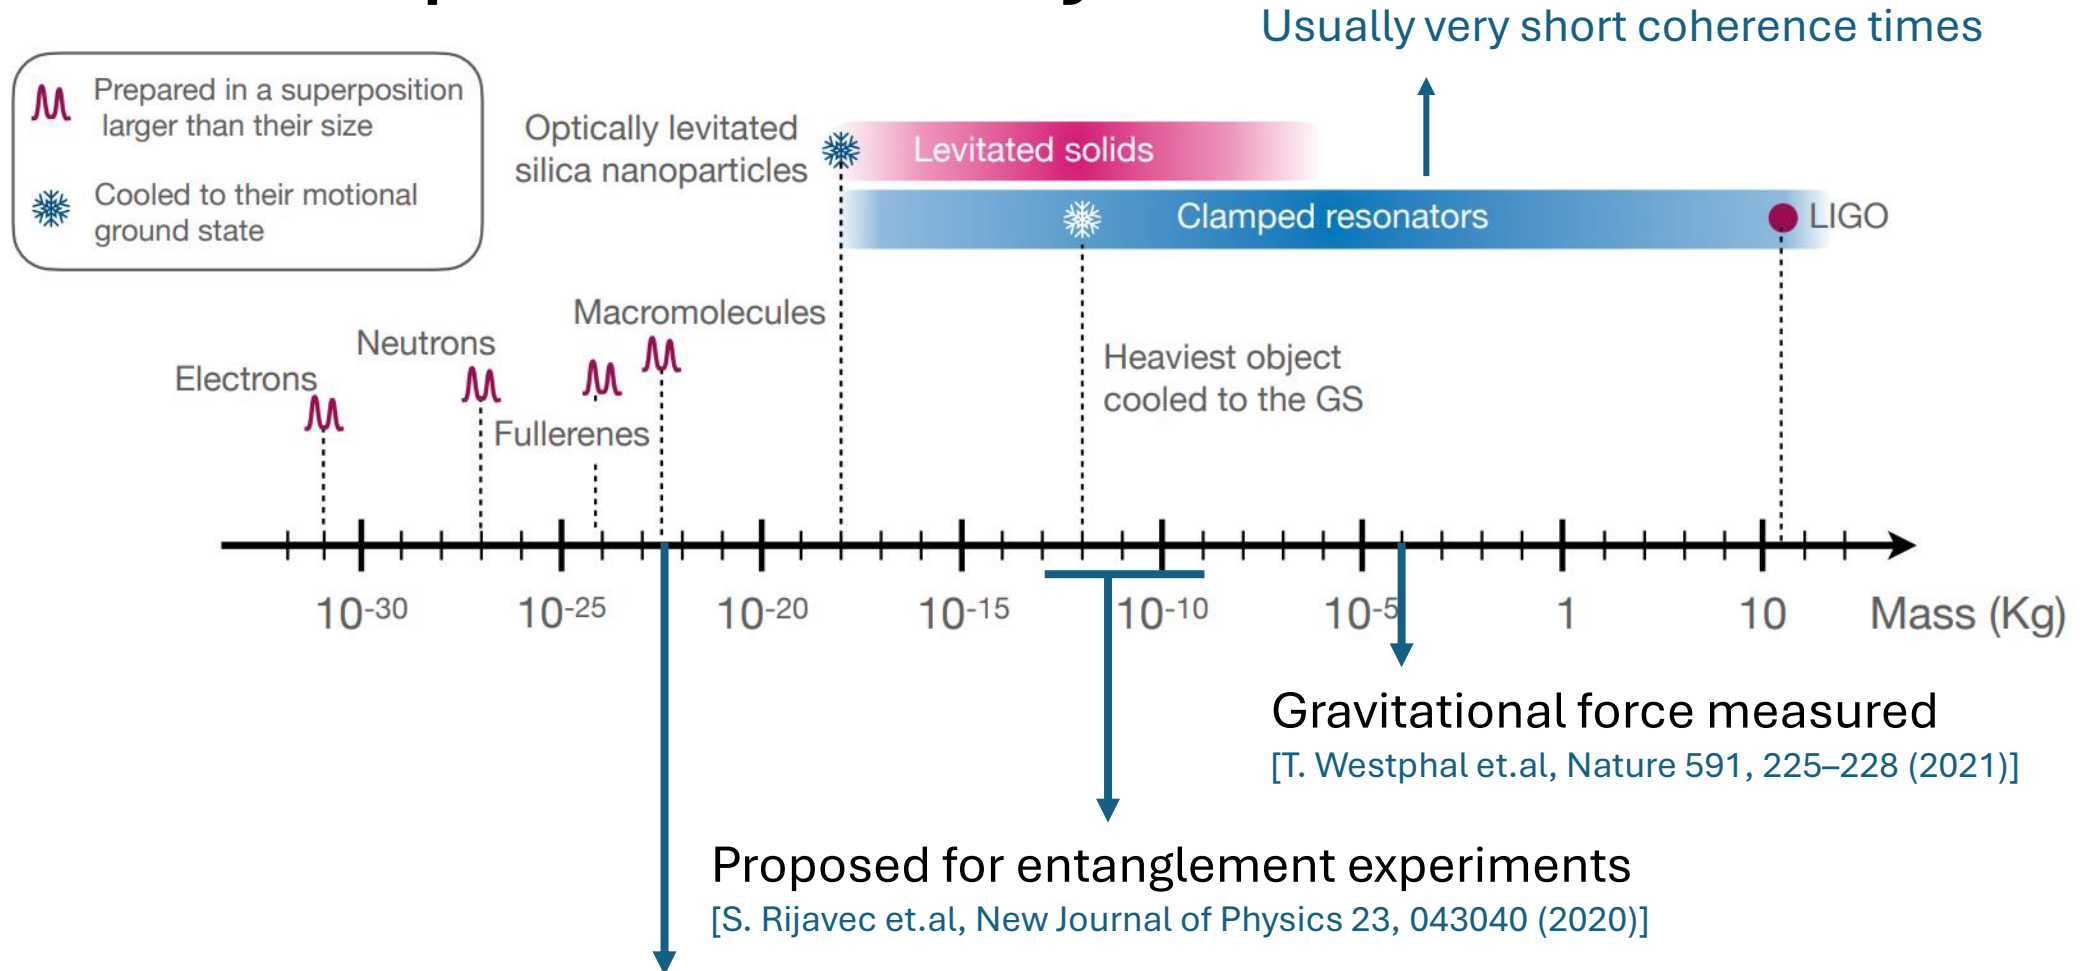 Usually very short coherence times
Prepared in a superposition
larger than their size
Cooled to their motional
ground state
Optically levitated
silica nanoparticles
Levitated solids
Clamped resonators
LIGO
Macromolecules
Neutrons
Electrons
Fullerenes
Heaviest object
cooled to the GS
10-30 10-25 10-20 10-15 10-10 10-5 1 10 Mass (Kg)
Gravitational force measured
[T. Westphal et.al, Nature 591, 225–228 (2021)]
Proposed for entanglement experiments
[S. Rijavec et.al, New Journal of Physics 23, 043040 (2020)]